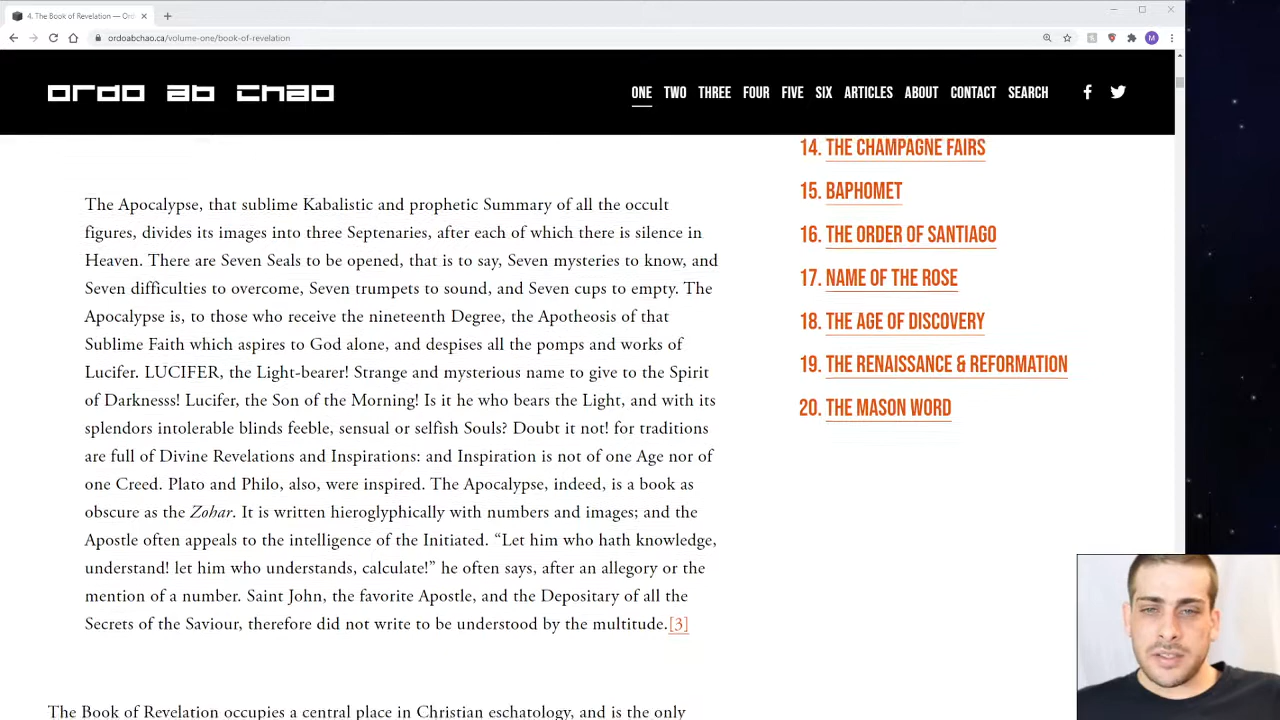 4. The Book of Revelation — Ord
ordoabchao.ca/volume-one/book-of-revelation
M
ordo ab chao
ONE TWO THREE FOUR FIVE SIX ARTICLES ABOUT CONTACT SEARCH
The Apocalypse, that sublime Kabalistic and prophetic Summary of all the occult
figures, divides its images into three Septenaries, after each of which there is silence in
Heaven. There are Seven Seals to be opened, that is to say, Seven mysteries to know, and
Seven difficulties to overcome, Seven trumpets to sound, and Seven cups to empty. The
Apocalypse is, to those who receive the nineteenth Degree, the Apotheosis of that
Sublime Faith which aspires to God alone, and despises all the pomps and works of
Lucifer. LUCIFER, the Light-bearer! Strange and mysterious name to give to the Spirit
of Darknesss! Lucifer, the Son of the Morning! Is it he who bears the Light, and with its
splendors intolerable blinds feeble, sensual or selfish Souls? Doubt it not! for traditions
are full of Divine Revelations and Inspirations: and Inspiration is not of one Age nor of
one Creed. Plato and Philo, also, were inspired. The Apocalypse, indeed, is a book as
obscure as the Zohar. It is written hieroglyphically with numbers and images; and the
Apostle often appeals to the intelligence of the Initiated. “Let him who hath knowledge,
understand! let him who understands, calculate!” he often says, after an allegory or the
mention of a number. Saint John, the favorite Apostle, and the Depositary of all the
Secrets of the Saviour, therefore did not write to be understood by the multitude.[3]
The Book of Revelation occupies a central place in Christian eschatology, and is the only
14. THE CHAMPAGNE FAIRS
15. BAPHOMET
16. THE ORDER OF SANTIAGO
17. NAME OF THE ROSE
18. THE AGE OF DISCOVERY
19. THE RENAISSANCE & REFORMATION
20. THE MASON WORD